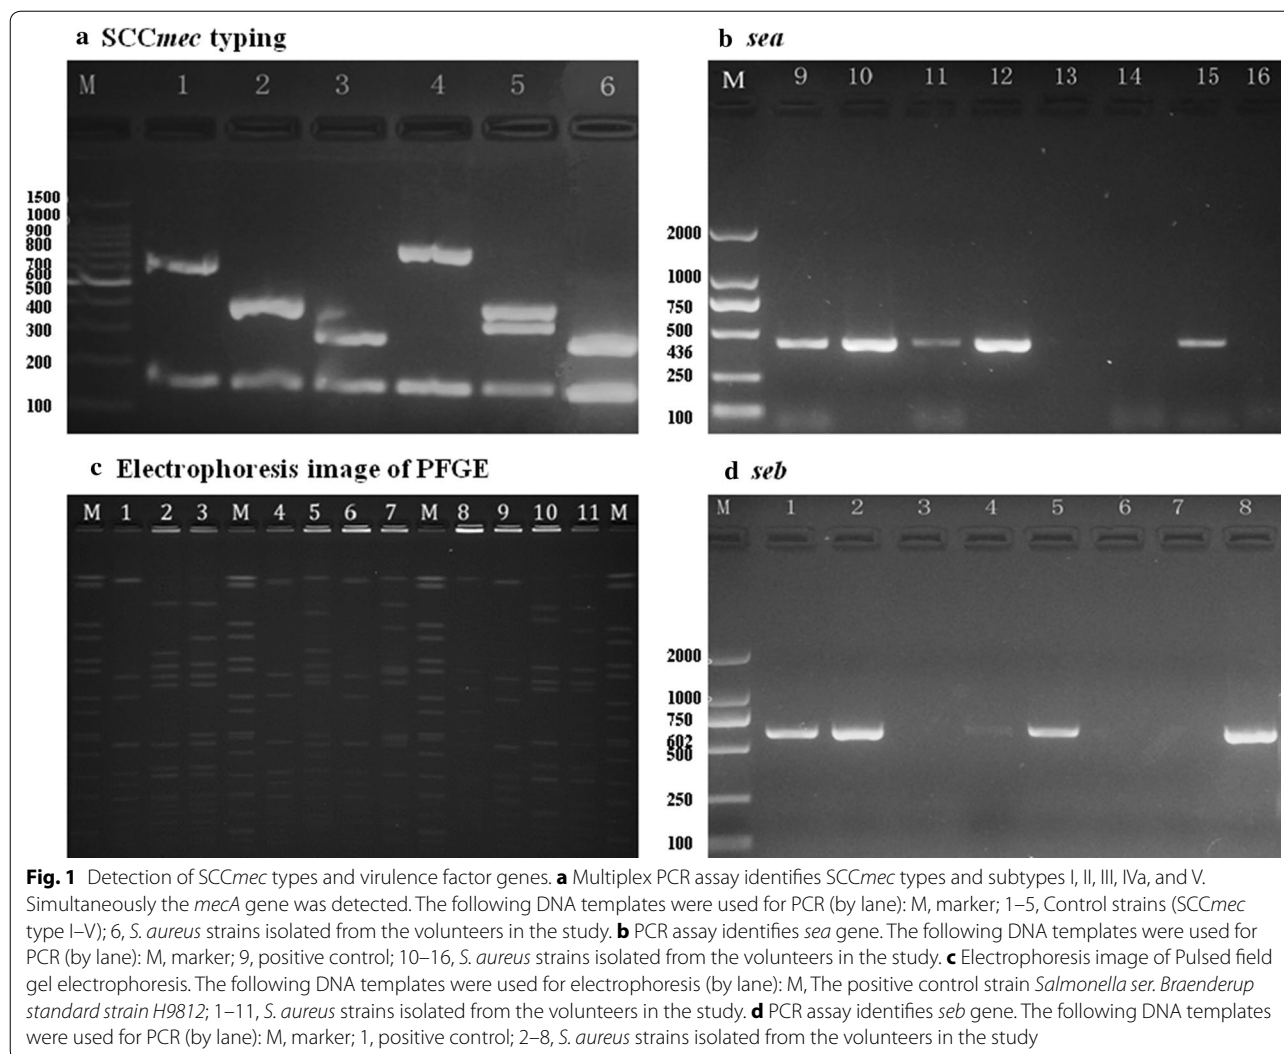 a SCCmec typing
M 1 2 3 4 5 6
1500
1000
900
800
700
600
500
400
300
200
100
b sea
M 9 10 11 12 13 14 15 16
2000
1000
750
500
436
250
100
c Electrophoresis image of PFGE
M 1 2 3 M 4 5 6 7 M 8 9 10 11 M
d seb
M 1 2 3 4 5 6 7 8
2000
1000
750
602
500
250
100
Fig. 1 Detection of SCCmec types and virulence factor genes. a Multiplex PCR assay identifies SCCmec types and subtypes I, II, III, IVa, and V.
Simultaneously the mecA gene was detected. The following DNA templates were used for PCR (by lane): M, marker; 1–5, Control strains (SCCmec
type I–V); 6, S. aureus strains isolated from the volunteers in the study. b PCR assay identifies sea gene. The following DNA templates were used for
PCR (by lane): M, marker; 9, positive control; 10–16, S. aureus strains isolated from the volunteers in the study. c Electrophoresis image of Pulsed field
gel electrophoresis. The following DNA templates were used for electrophoresis (by lane): M, The positive control strain Salmonella ser. Braenderup
standard strain H9812; 1–11, S. aureus strains isolated from the volunteers in the study. d PCR assay identifies seb gene. The following DNA templates
were used for PCR (by lane): M, marker; 1, positive control; 2–8, S. aureus strains isolated from the volunteers in the study